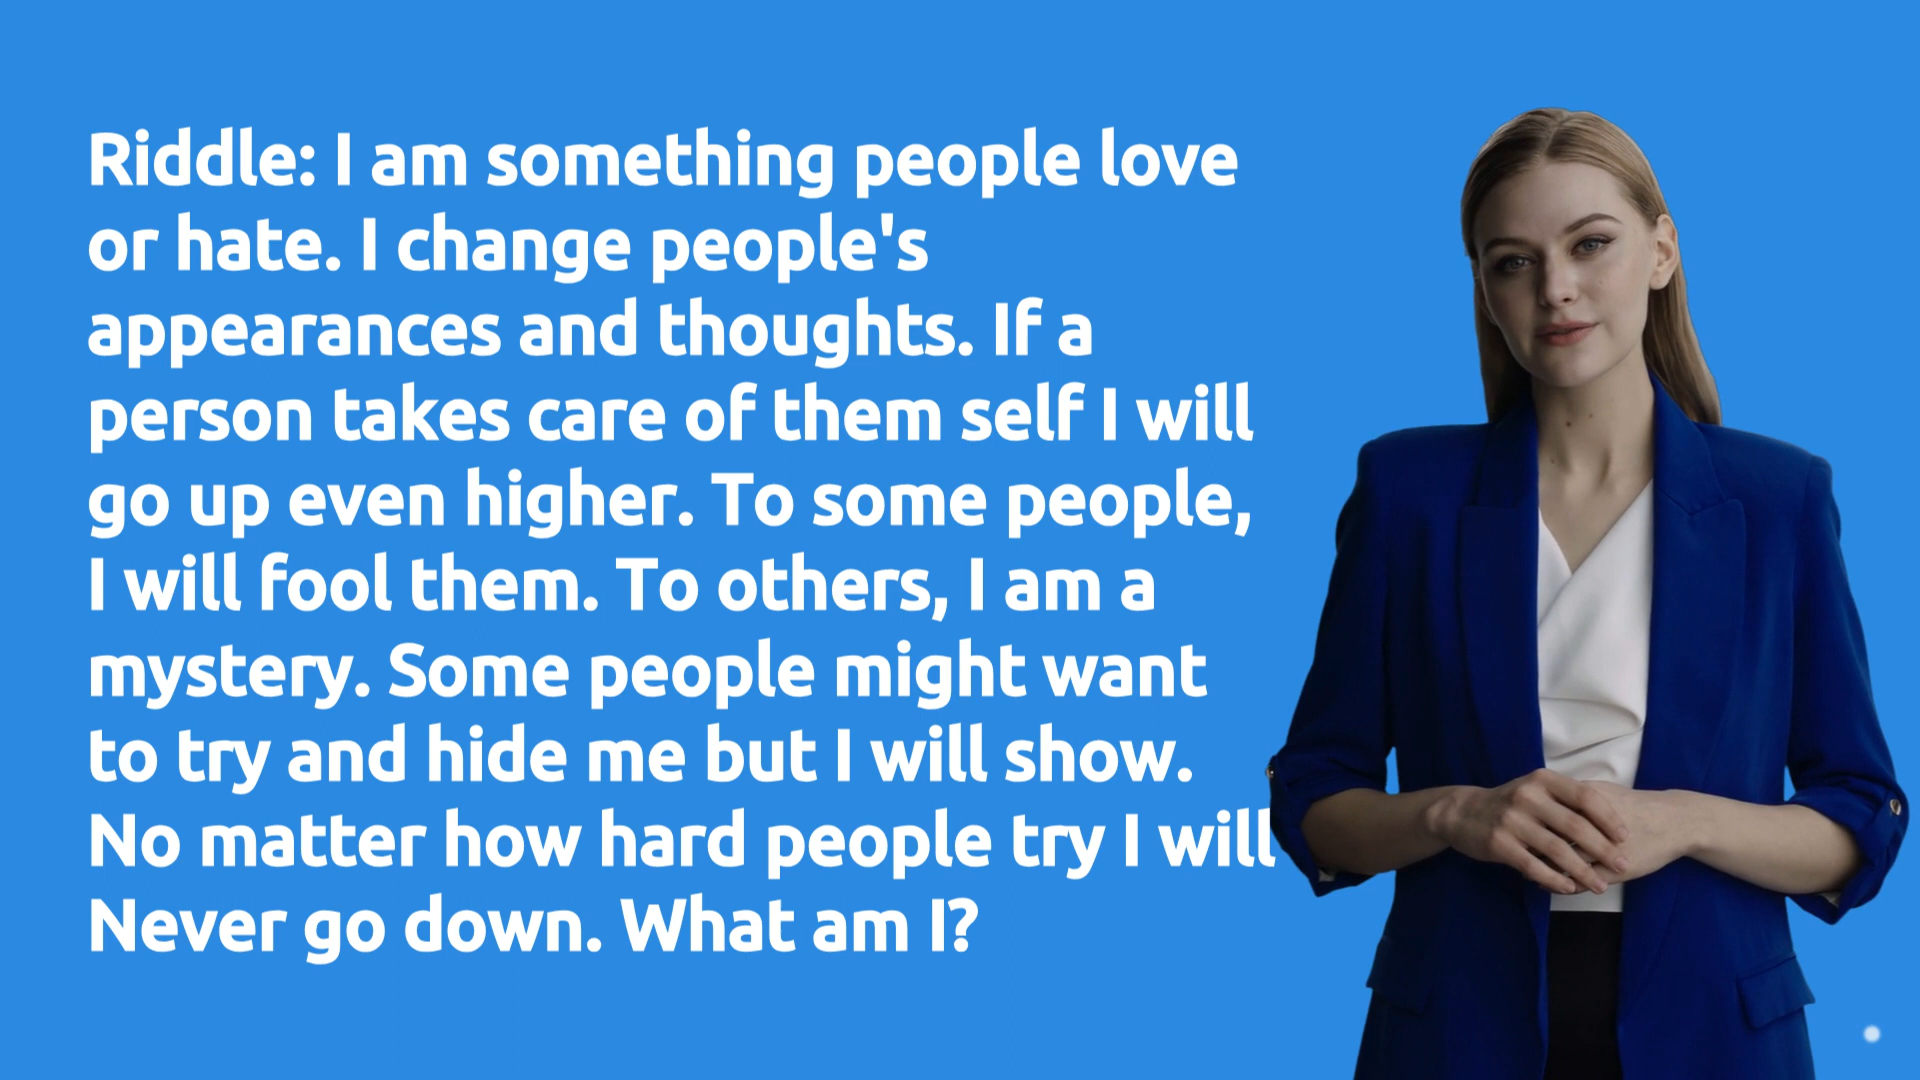 Riddle: I am something people love
or hate. I change people's
appearances and thoughts. If a
person takes care of them self I will
go up even higher. To some people,
I will fool them. To others, I am a
mystery. Some people might want
to try and hide me but I will show.
No matter how hard people try I will
Never go down. What am I?